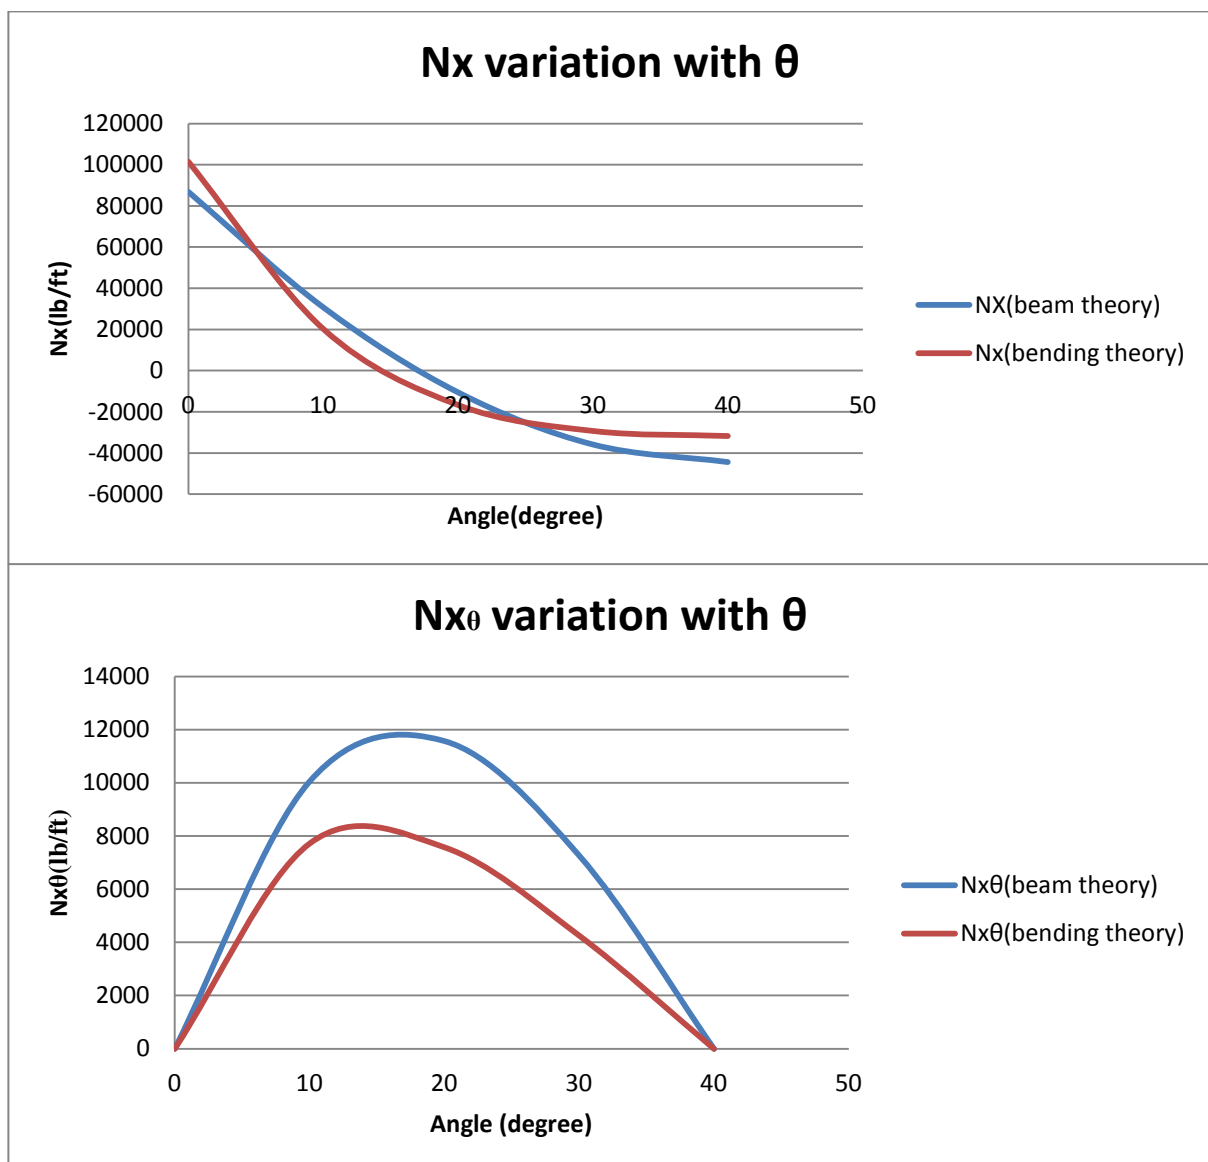 Nx variation with θ
120000
100000
80000
60000
40000
20000
0
-20000
-40000
-60000
Nx(lb/ft)
0 10 20 30 40 50
Angle(degree)
NX(beam theory)
Nx(bending theory)
Nxθ variation with θ
14000
12000
10000
8000
6000
4000
2000
0
Nxθ(lb/ft)
0 10 20 30 40 50
Angle (degree)
Nxθ(beam theory)
Nxθ(bending theory)